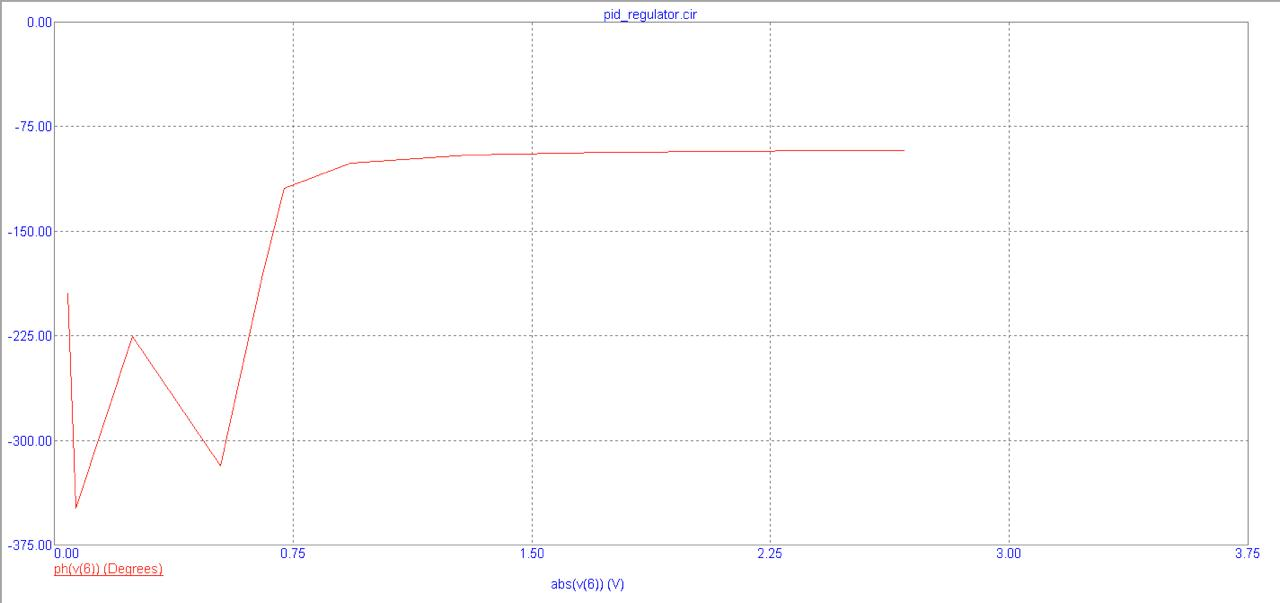 pid_regulator.cir
0.00
-75.00
-150.00
-225.00
-300.00
-375.00
0.00 0.75 1.50 2.25 3.00 3.75
ph(v(6)) (Degrees)
abs(v(6)) (V)